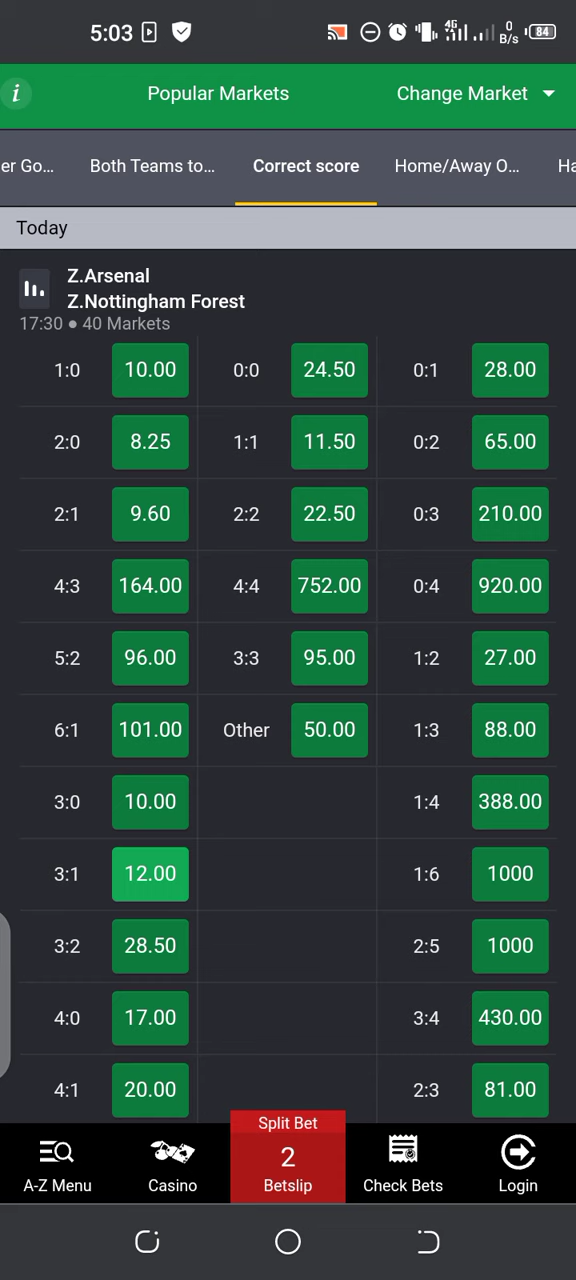 5:03
4G
0
B/s
84
i
Popular Markets
Change Market
er Go...
Both Teams to...
Correct score
Home/Away O...
Ha
Today
Z.Arsenal
Z.Nottingham Forest
17:30 • 40 Markets
1:0 10.00 0:0 24.50 0:1 28.00
2:0 8.25 1:1 11.50 0:2 65.00
2:1 9.60 2:2 22.50 0:3 210.00
4:3 164.00 4:4 752.00 0:4 920.00
5:2 96.00 3:3 95.00 1:2 27.00
6:1 101.00 Other 50.00 1:3 88.00
3:0 10.00 1:4 388.00
3:1 12.00 1:6 1000
3:2 28.50 2:5 1000
4:0 17.00 3:4 430.00
4:1 20.00 2:3 81.00
Split Bet
2
A-Z Menu
Casino
Betslip
Check Bets
Login